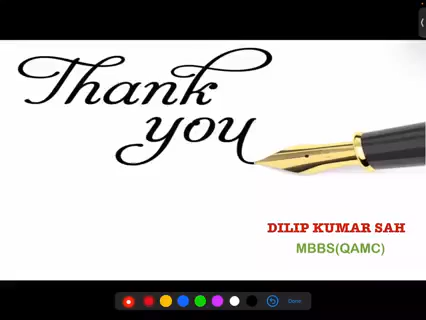 Thank
you
DILIP KUMAR SAH
MBBS(QAMC)
Done